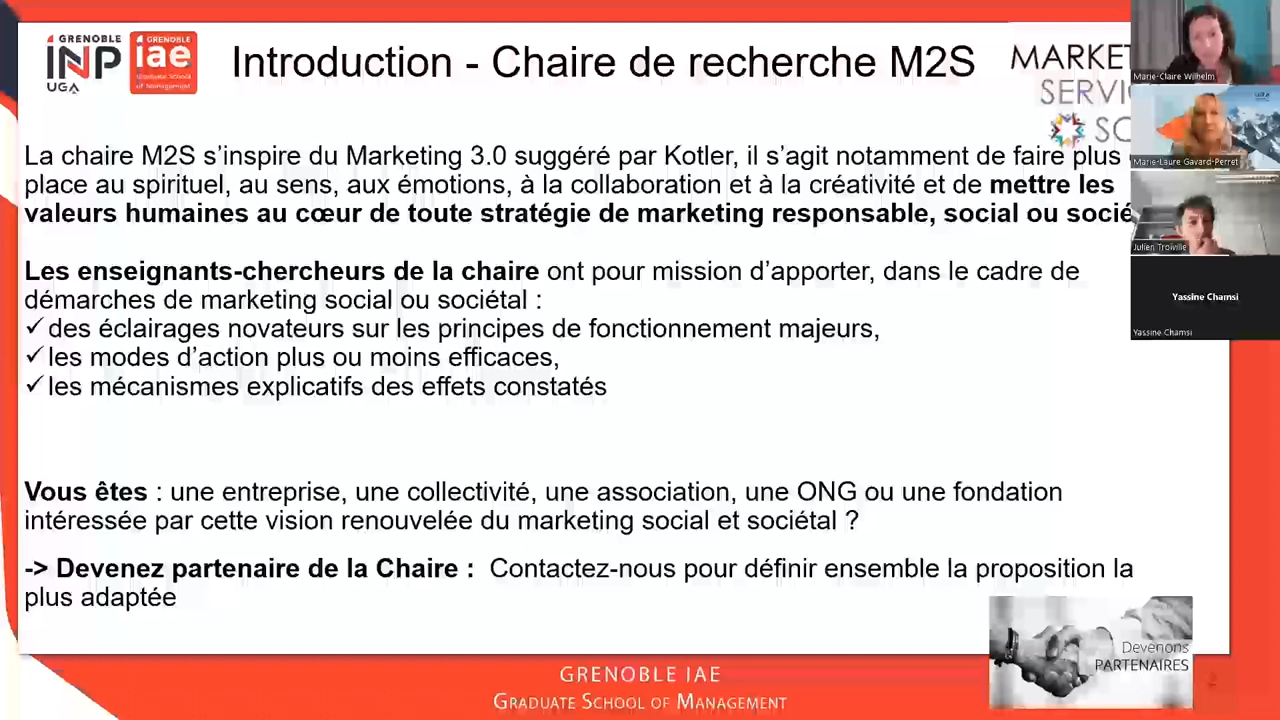 GRENOBLE
INP
UGA
GRENOBLE
iae
Graduate School
of Management
Introduction - Chaire de recherche M2S
MARKET
SERVI
SO
La chaire M2S s’inspire du Marketing 3.0 suggéré par Kotler, il s’agit notamment de faire plus
place au spirituel, au sens, aux émotions, à la collaboration et à la créativité et de mettre les
valeurs humaines au cœur de toute stratégie de marketing responsable, social ou socié
Les enseignants-chercheurs de la chaire ont pour mission d’apporter, dans le cadre de
démarches de marketing social ou sociétal :
✓des éclairages novateurs sur les principes de fonctionnement majeurs,
✓les modes d’action plus ou moins efficaces,
✓les mécanismes explicatifs des effets constatés
Vous êtes : une entreprise, une collectivité, une association, une ONG ou une fondation
intéressée par cette vision renouvelée du marketing social et sociétal ?
-> Devenez partenaire de la Chaire : Contactez-nous pour définir ensemble la proposition la
plus adaptée
Devenons
PARTENAIRES
GRENOBLE IAE
GRADUATE SCHOOL OF MANAGEMENT
Marie-Claire Wilhelm
Marie-Laure Gavard-Perret
Julien Troiville
Yassine Chamsi
Yassine Chamsi